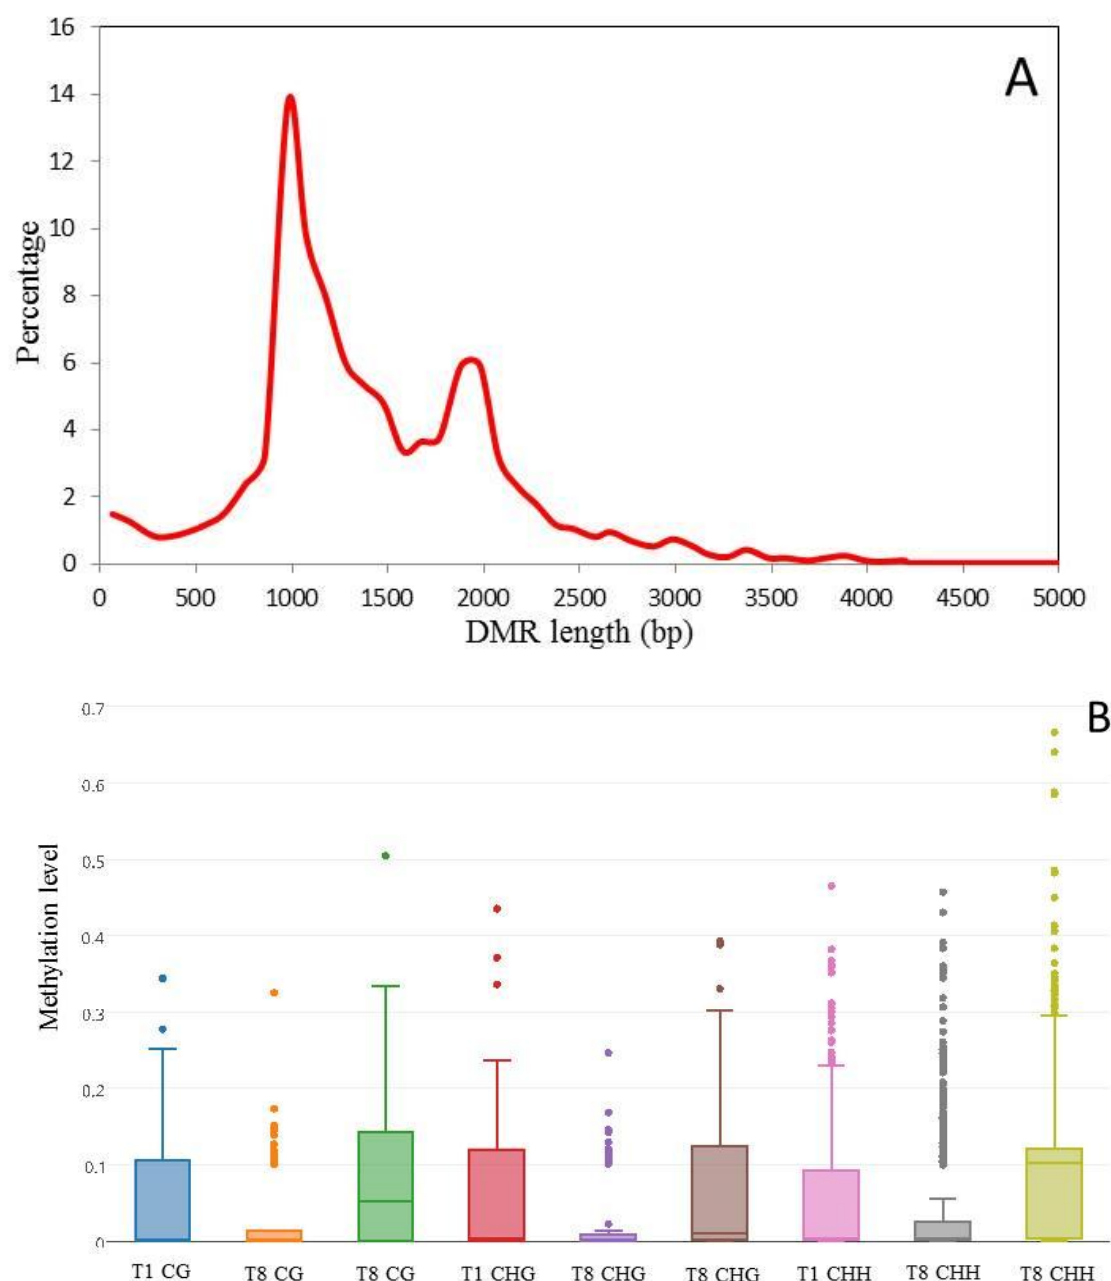 A
16
14
12
10
8
6
4
2
0
Percentage
0 500 1000 1500 2000 2500 3000 3500 4000 4500 5000
DMR length (bp)
B
0.7
0.6
0.5
0.4
0.3
0.2
0.1
0
Methylation level
T1 CG T8 CG T8 CG T1 CHG T8 CHG T8 CHG T1 CHH T8 CHH T8 CHH